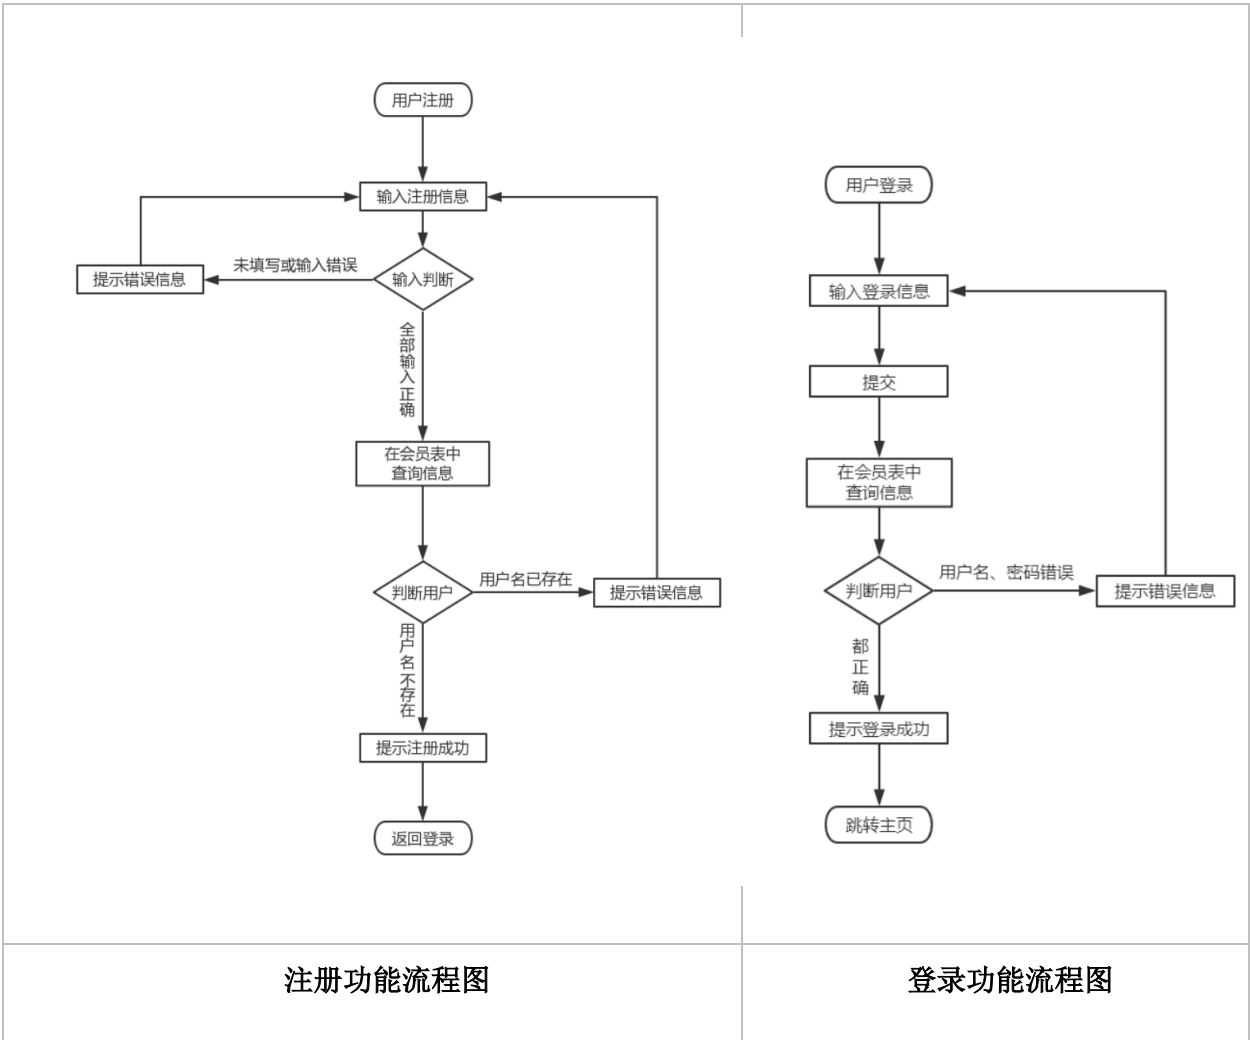 用户注册
输入注册信息
未填写或输入错误
提示错误信息
输入判断
全部输入正确
在会员表中
查询信息
用户名已存在
判断用户
提示错误信息
用户名不存在
提示注册成功
返回登录
用户登录
输入登录信息
提交
在会员表中
查询信息
用户名、密码错误
判断用户
提示错误信息
都正确
提示登录成功
跳转主页
注册功能流程图
登录功能流程图